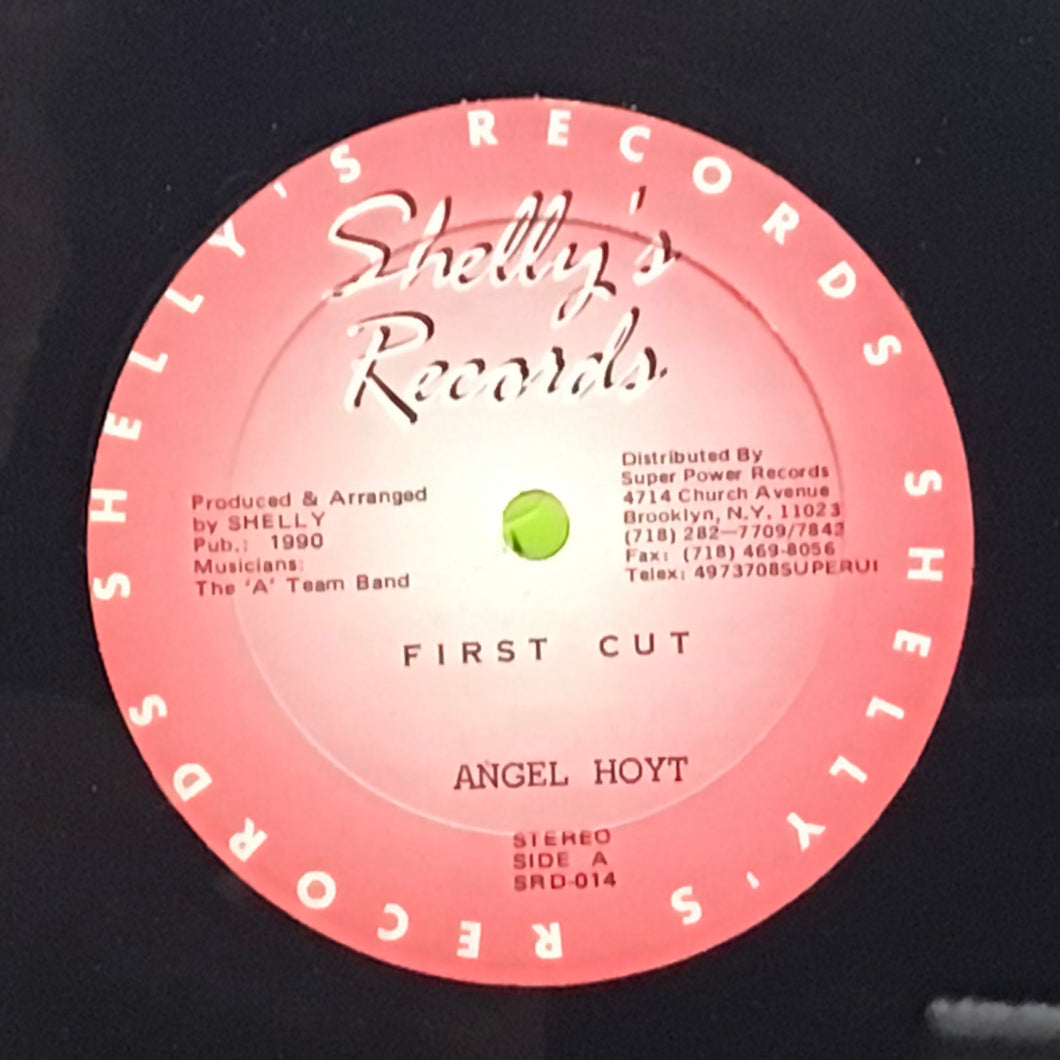 SHELLY'S RECORDS SHELLY'S RECORDS
Shelly's
Records
Produced & Arranged
by SHELLY
Pub.: 1990
Musicians:
The 'A' Team Band
Distributed By
Super Power Records
4714 Church Avenue
Brooklyn, N.Y. 11023
(718) 282-7709/7842
Fax: (718) 469-8056
Telex: 4973708SUPERUI
FIRST CUT
ANGEL HOYT
STEREO
SIDE A
SRD-014